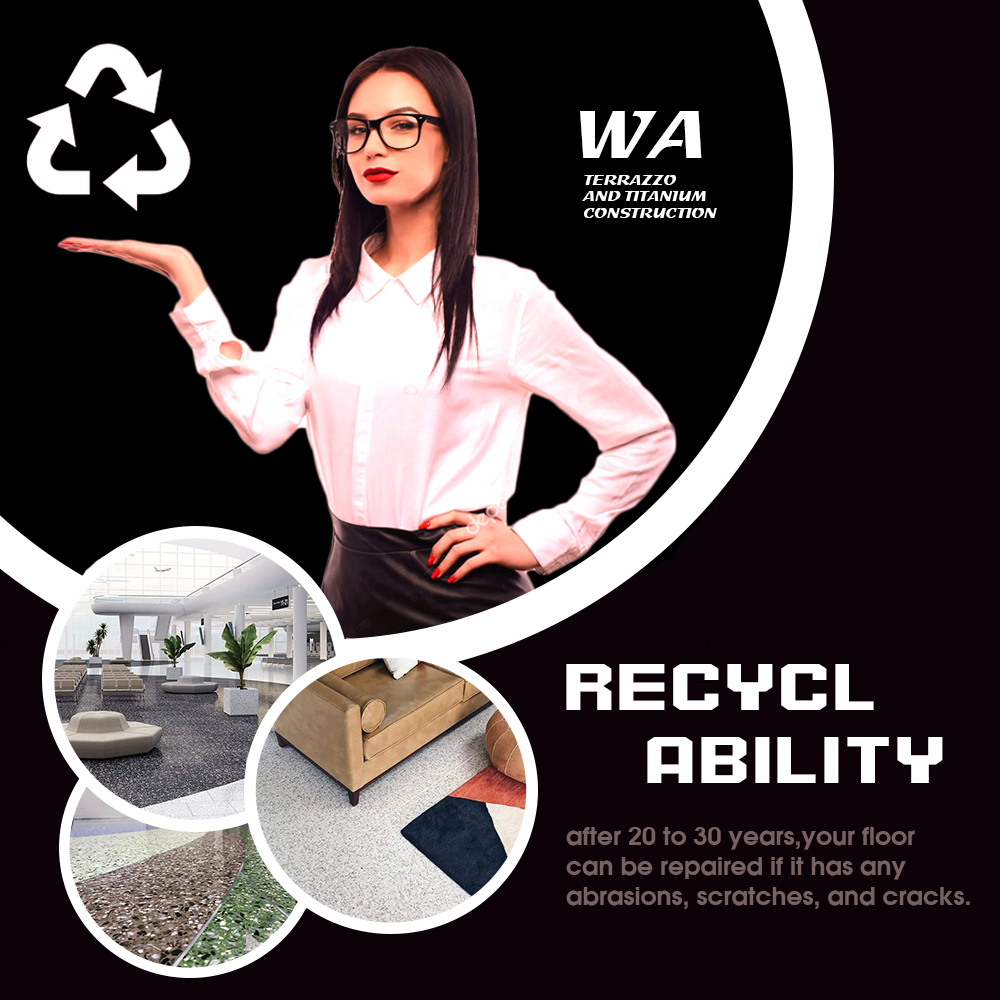 WA
TERRAZZO
AND TITANIUM
CONSTRUCTION
RECYCL
ABILITY
after 20 to 30 years,your floor
can be repaired if it has any
abrasions, scratches, and cracks.